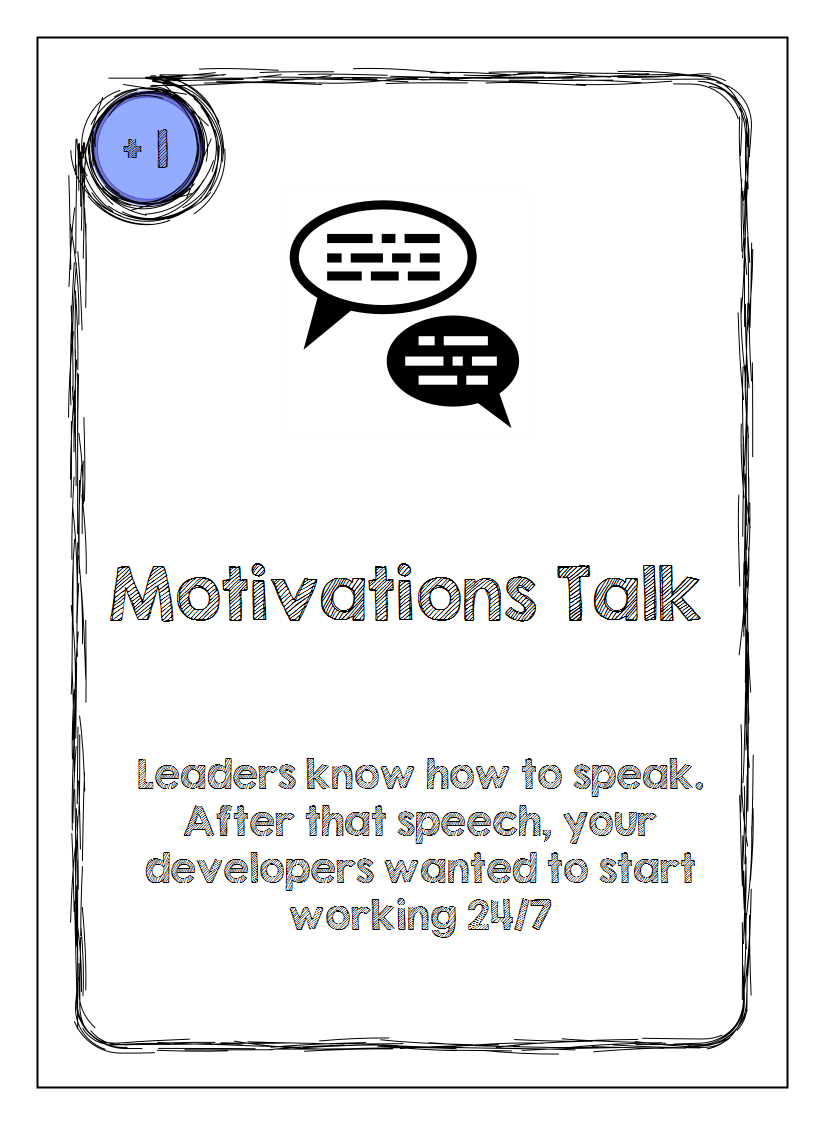 +1
Motivations Talk
Leaders know how to speak.
After that speech, your
developers wanted to start
working 24/7